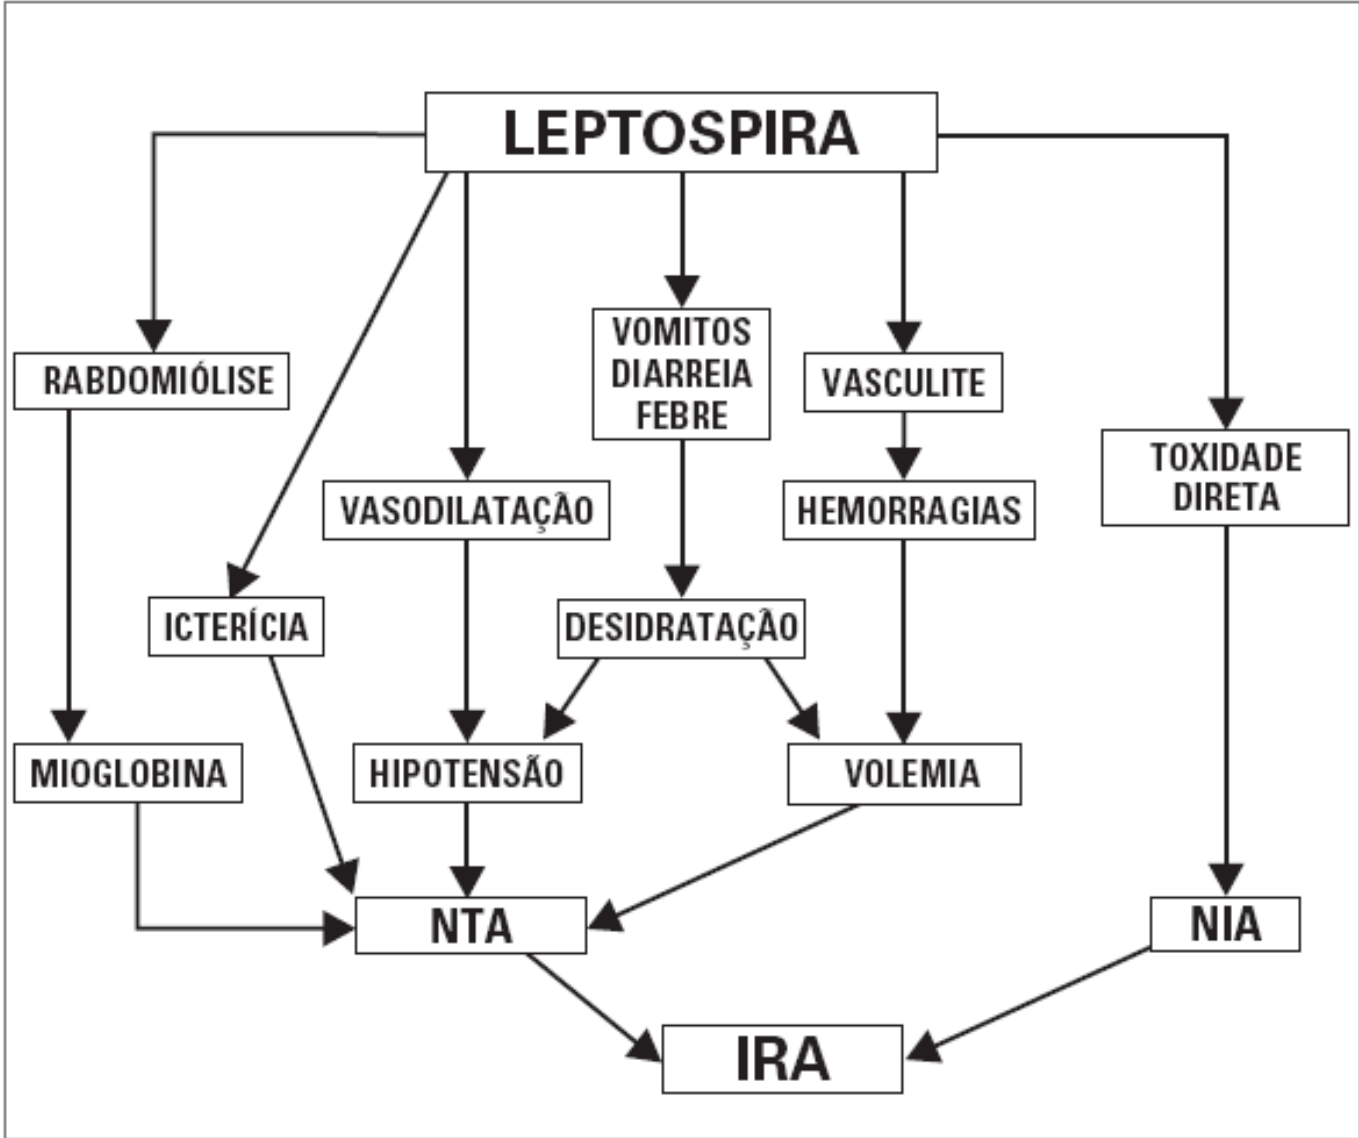 LEPTOSPIRA
RABDOMIÓLISE
VOMITOS
DIARREIA
FEBRE
VASCULITE
TOXIDADE
DIRETA
VASODILATAÇÃO
HEMORRAGIAS
ICTERÍCIA
DESIDRATAÇÃO
MIOGLOBINA
HIPOTENSÃO
VOLEMIA
NTA
NIA
IRA